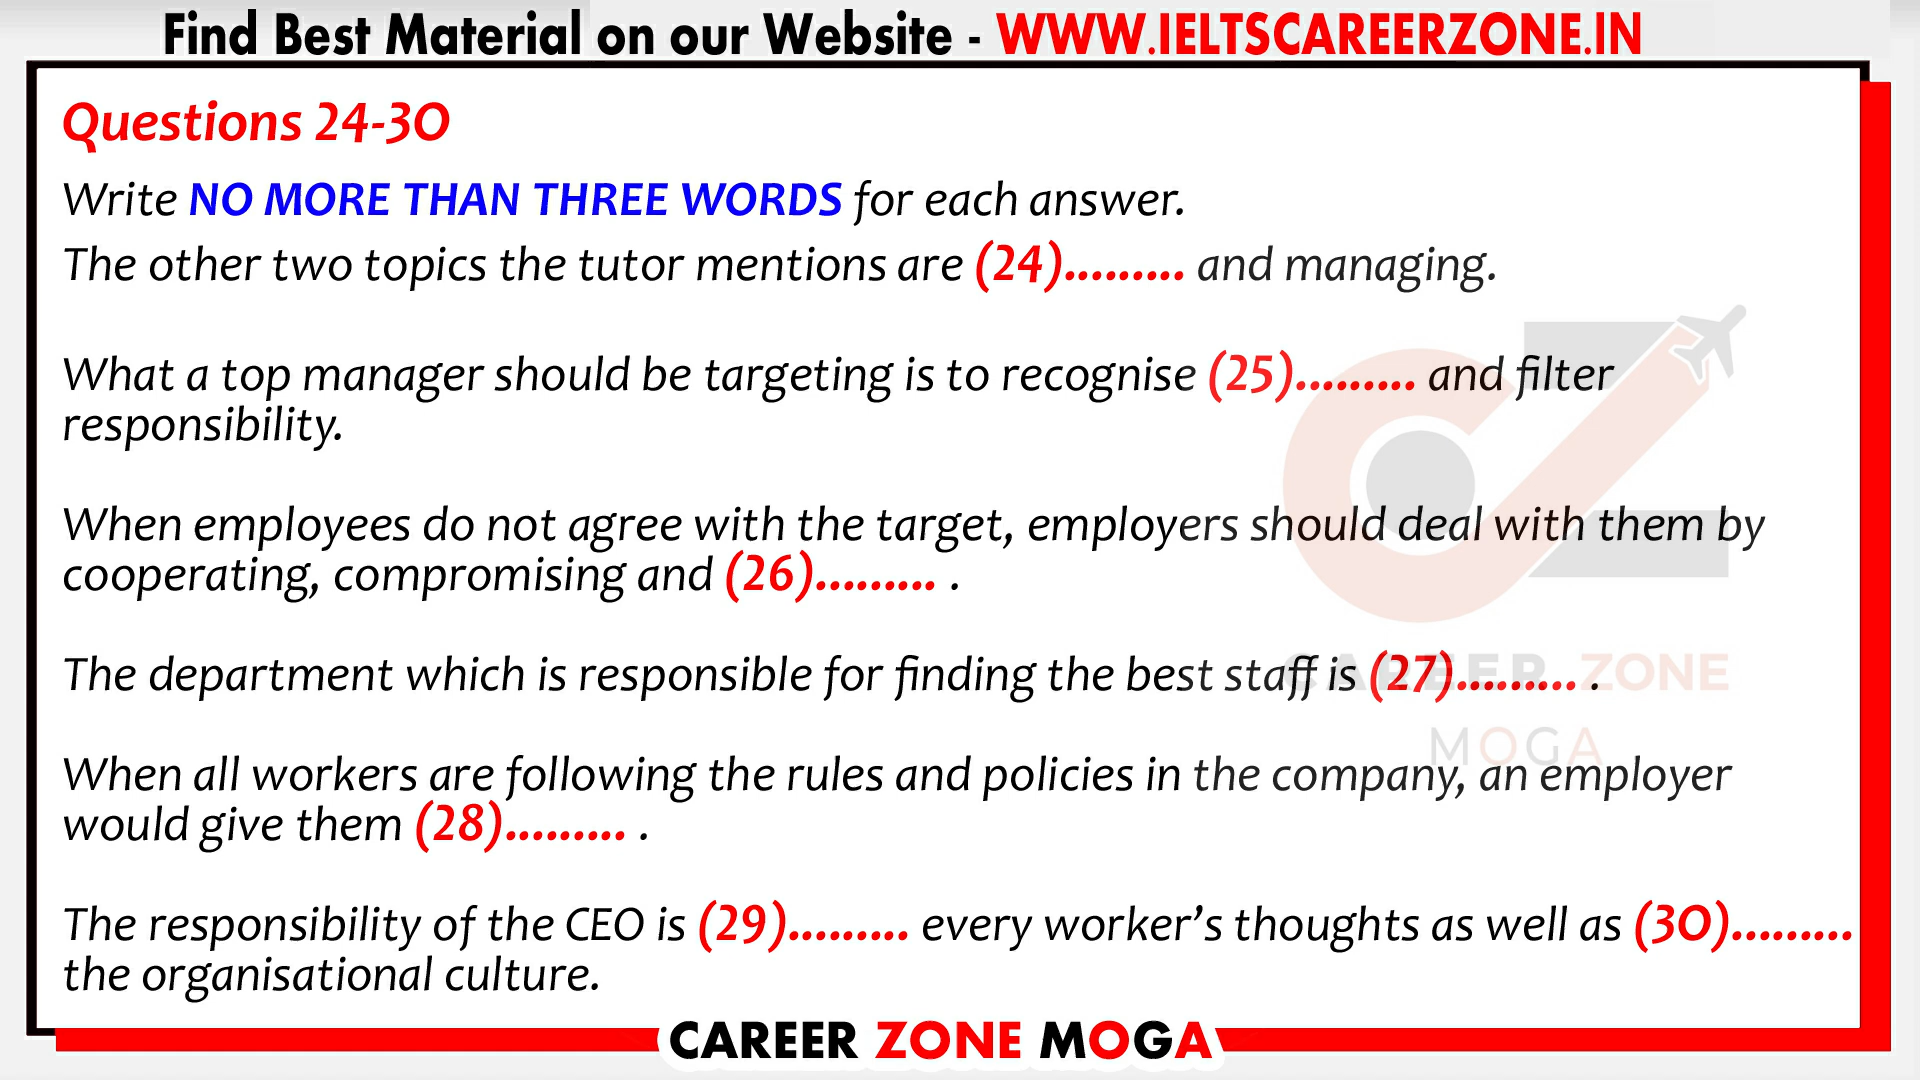 Find Best Material on our Website - WWW.IELTSCAREERZONE.IN
Questions 24-30
Write NO MORE THAN THREE WORDS for each answer.
The other two topics the tutor mentions are (24)......... and managing.
What a top manager should be targeting is to recognise (25)......... and filter
responsibility.
When employees do not agree with the target, employers should deal with them by
cooperating, compromising and (26)......... .
The department which is responsible for finding the best staff is (27)......... .
CAREER ZONE
MOGA
When all workers are following the rules and policies in the company, an employer
would give them (28)......... .
The responsibility of the CEO is (29)......... every worker's thoughts as well as (30).........
the organisational culture.
CAREER ZONE MOGA